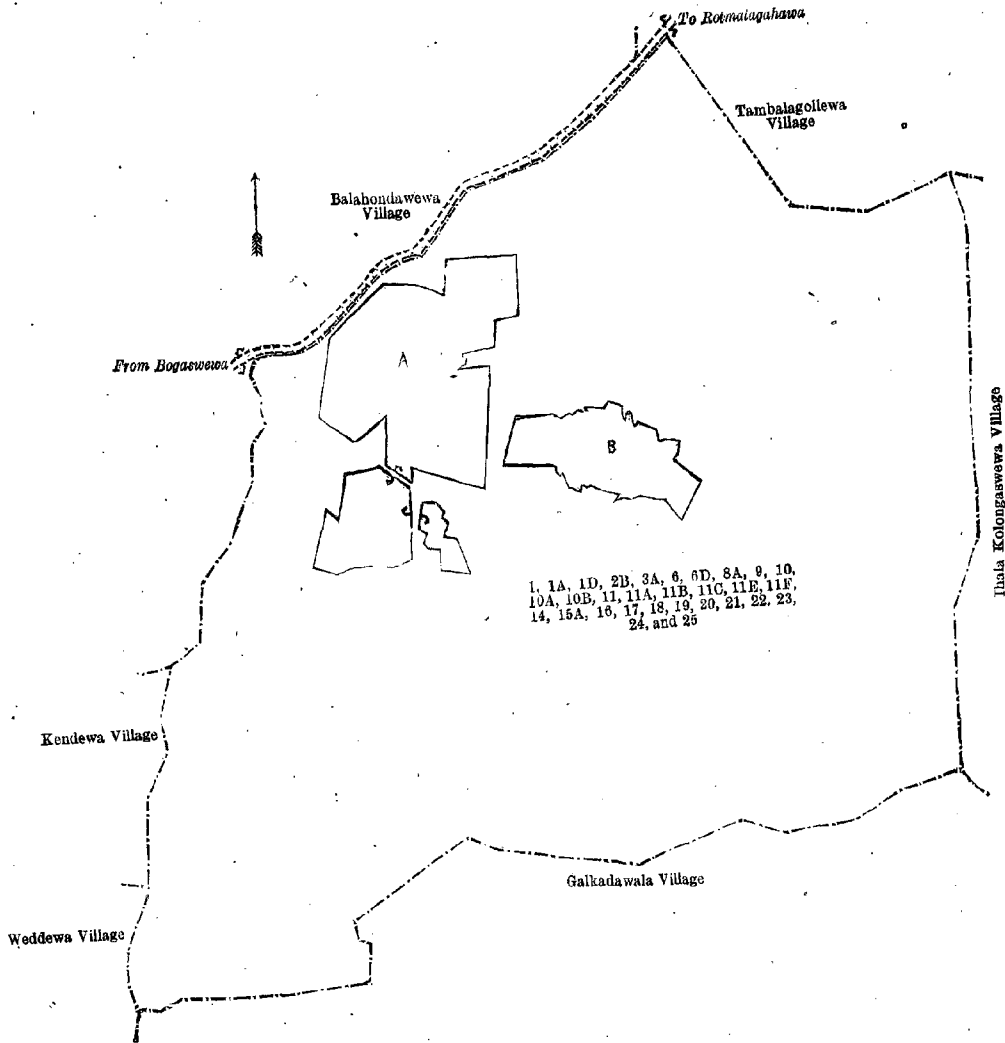 To Rotmalagahawa
Tambalagollewa
Village
Balahondawewa
Village
From Bogaswewa
A
B
Ihala Kolongaswewa Village
1, 1A, 1D, 2B, 3A, 6, 6D, 8A, 9, 10,
10A, 10B, 11, 11A, 11B, 11C, 11E, 11F,
14, 15A, 16, 17, 18, 19, 20, 21, 22, 23,
24, and 25
Kendewa Village
Galkadawala Village
Weddewa Village